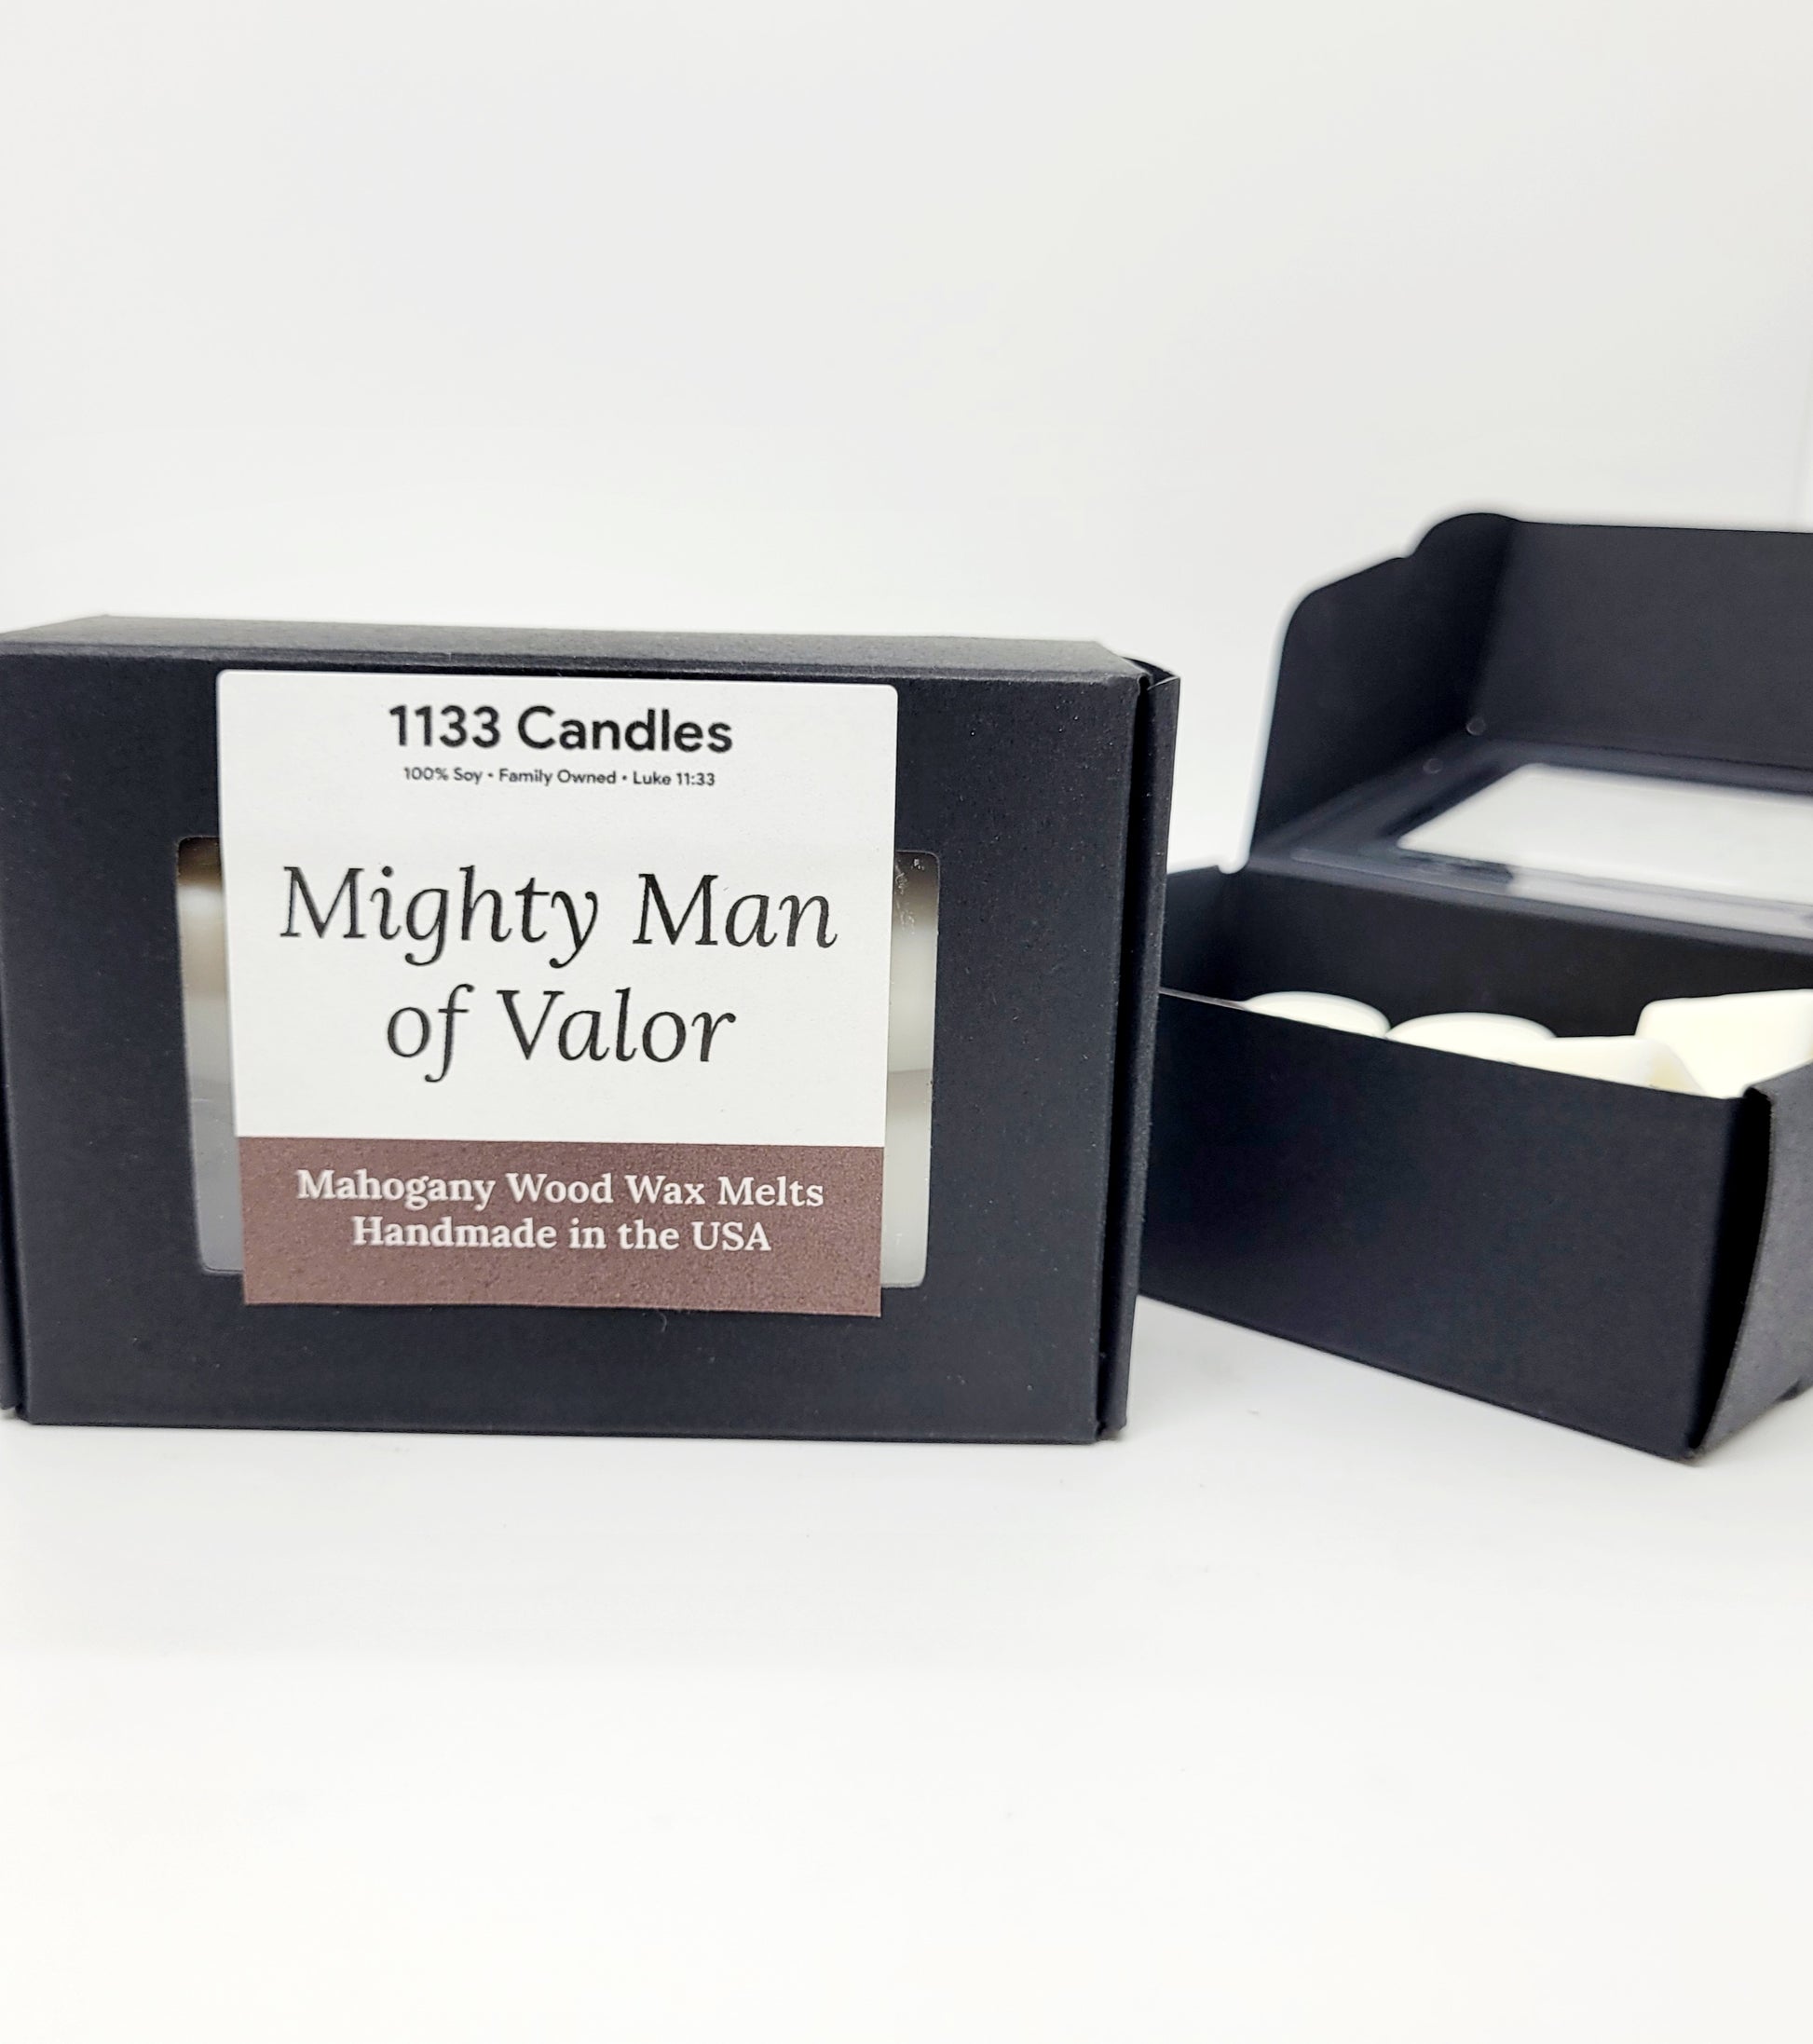 1133 Candles
100% Soy • Family Owned • Luke 11:33
Mighty Man
of Valor
Mahogany Wood Wax Melts
Handmade in the USA